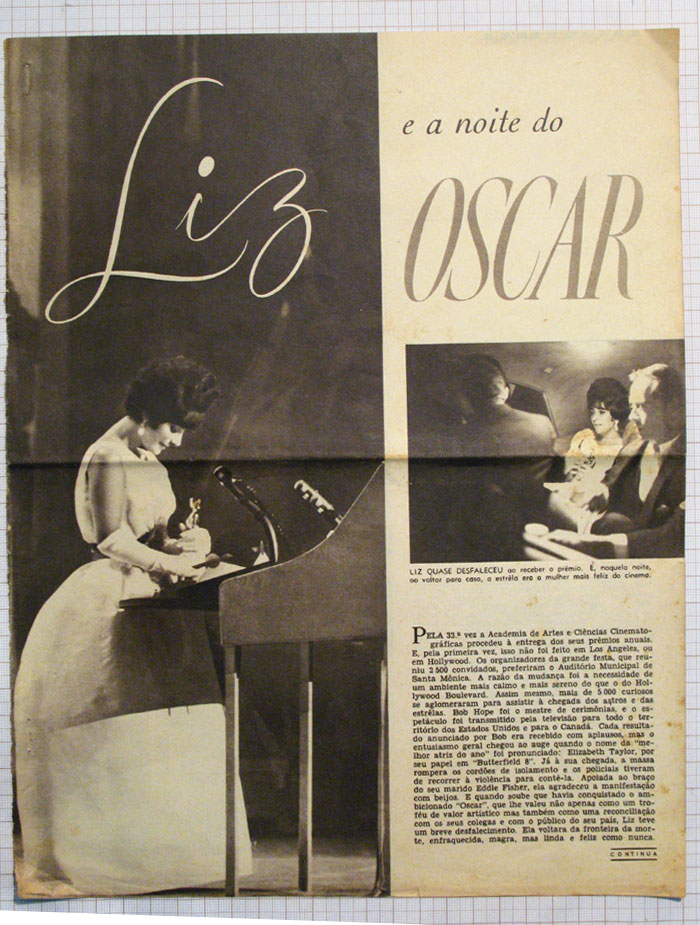 Liz
e a noite do
OSCAR
LIZ QUASE DESFALECEU ao receber o prêmio. E, naquela noite,
ao voltar para casa, a estrêla era a mulher mais feliz do cinema.
PELA 33.ª vez a Academia de Artes e Ciências Cinemato-
gráficas procedeu à entrega dos seus prêmios anuais.
E, pela primeira vez, isso não foi feito em Los Angeles, ou
em Hollywood. Os organizadores da grande festa, que reu-
niu 2 500 convidados, preferiram o Auditório Municipal de
Santa Mônica. A razão da mudança foi a necessidade de
um ambiente mais calmo e mais sereno do que o do Hol-
lywood Boulevard. Assim mesmo, mais de 5 000 curiosos
se aglomeraram para assistir à chegada dos astros e das
estrêlas. Bob Hope foi o mestre de cerimônias, e o es-
petáculo foi transmitido pela televisão para todo o ter-
ritório dos Estados Unidos e para o Canadá. Cada resulta-
do anunciado por Bob era recebido com aplausos, mas o
entusiasmo geral chegou ao auge quando o nome da "me-
lhor atriz do ano" foi pronunciado: Elizabeth Taylor, por
seu papel em "Butterfield 8". Já à sua chegada, a massa
rompera os cordões de isolamento e os policiais tiveram
de recorrer à violência para contê-la. Apoiada ao braço
do seu marido Eddie Fisher, ela agradeceu a manifestação
com beijos. E quando soube que havia conquistado o am-
bicionado "Oscar", que lhe valeu não apenas como um tro-
féu de valor artístico mas também como uma reconciliação
com os seus colegas e com o público do seu país, Liz teve
um breve desfalecimento. Ela voltara da fronteira da mor-
te, enfraquecida, magra, mas linda e feliz como nunca.
CONTINUA